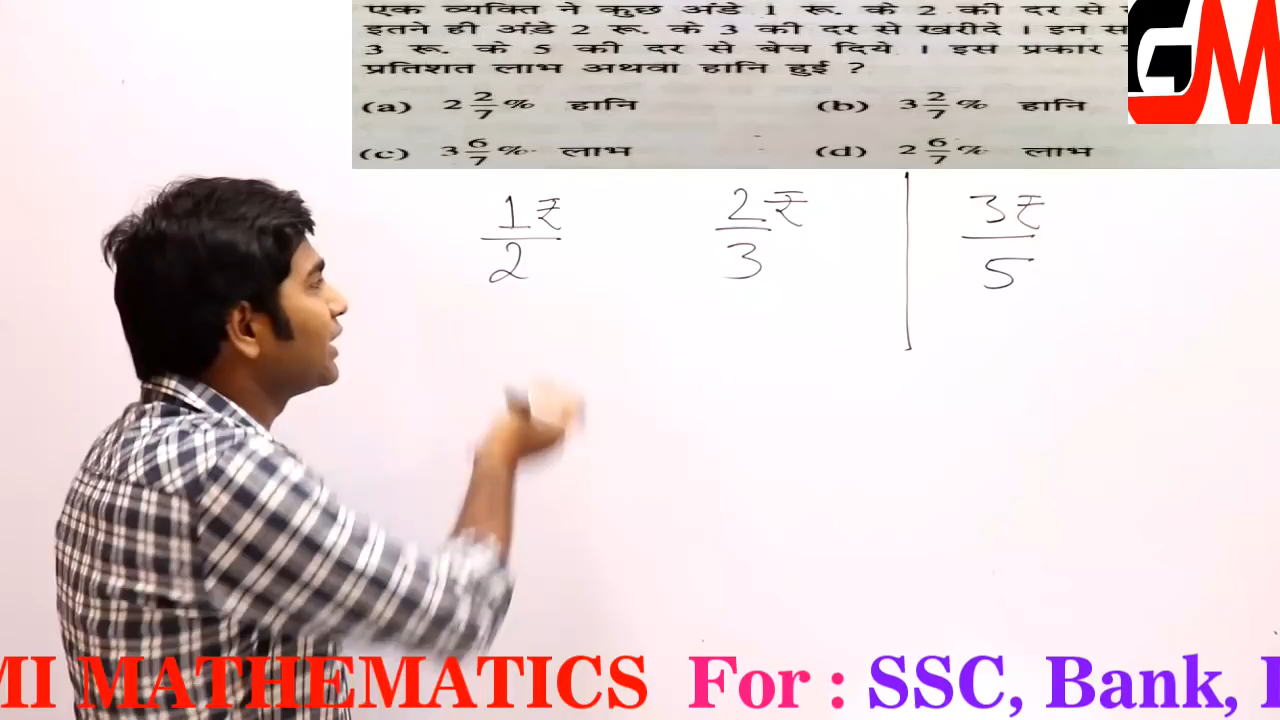 एक व्यक्ति ने कुछ अंडे 1 रू. के 2 की दर से
इतने ही अंडे 2 रू. के 3 की दर से खरीदे । इन
3 रू. के 5 की दर से बेच दिये । इस प्रकार
प्रतिशत लाभ अथवा हानि हुई ?
(a) 2 2/7 % हानि (b) 3 2/7 % हानि
(c) 3 6/7 % लाभ (d) 2 6/7 % लाभ
GM
1₹/2 2₹/3 3₹/5
MI MATHEMATICS For : SSC, Bank,